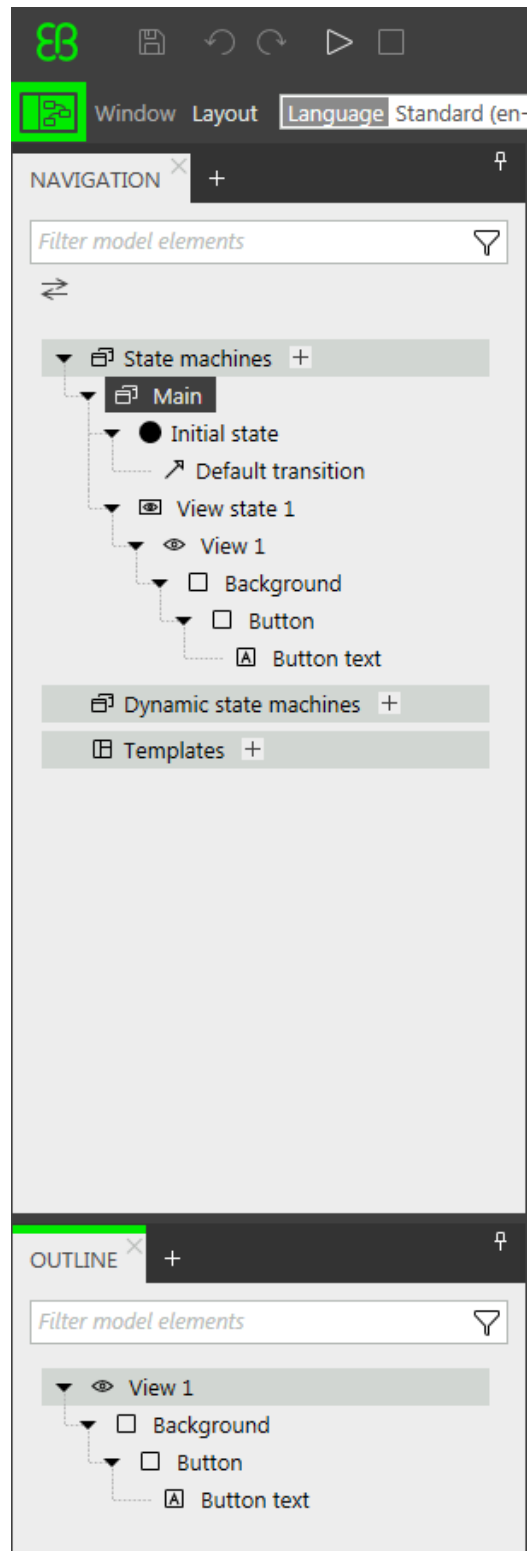 EB
Window Layout Language Standard (en-
NAVIGATION
Filter model elements
State machines
Main
Initial state
Default transition
View state 1
View 1
Background
Button
A Button text
Dynamic state machines
Templates
OUTLINE
Filter model elements
View 1
Background
Button
A Button text